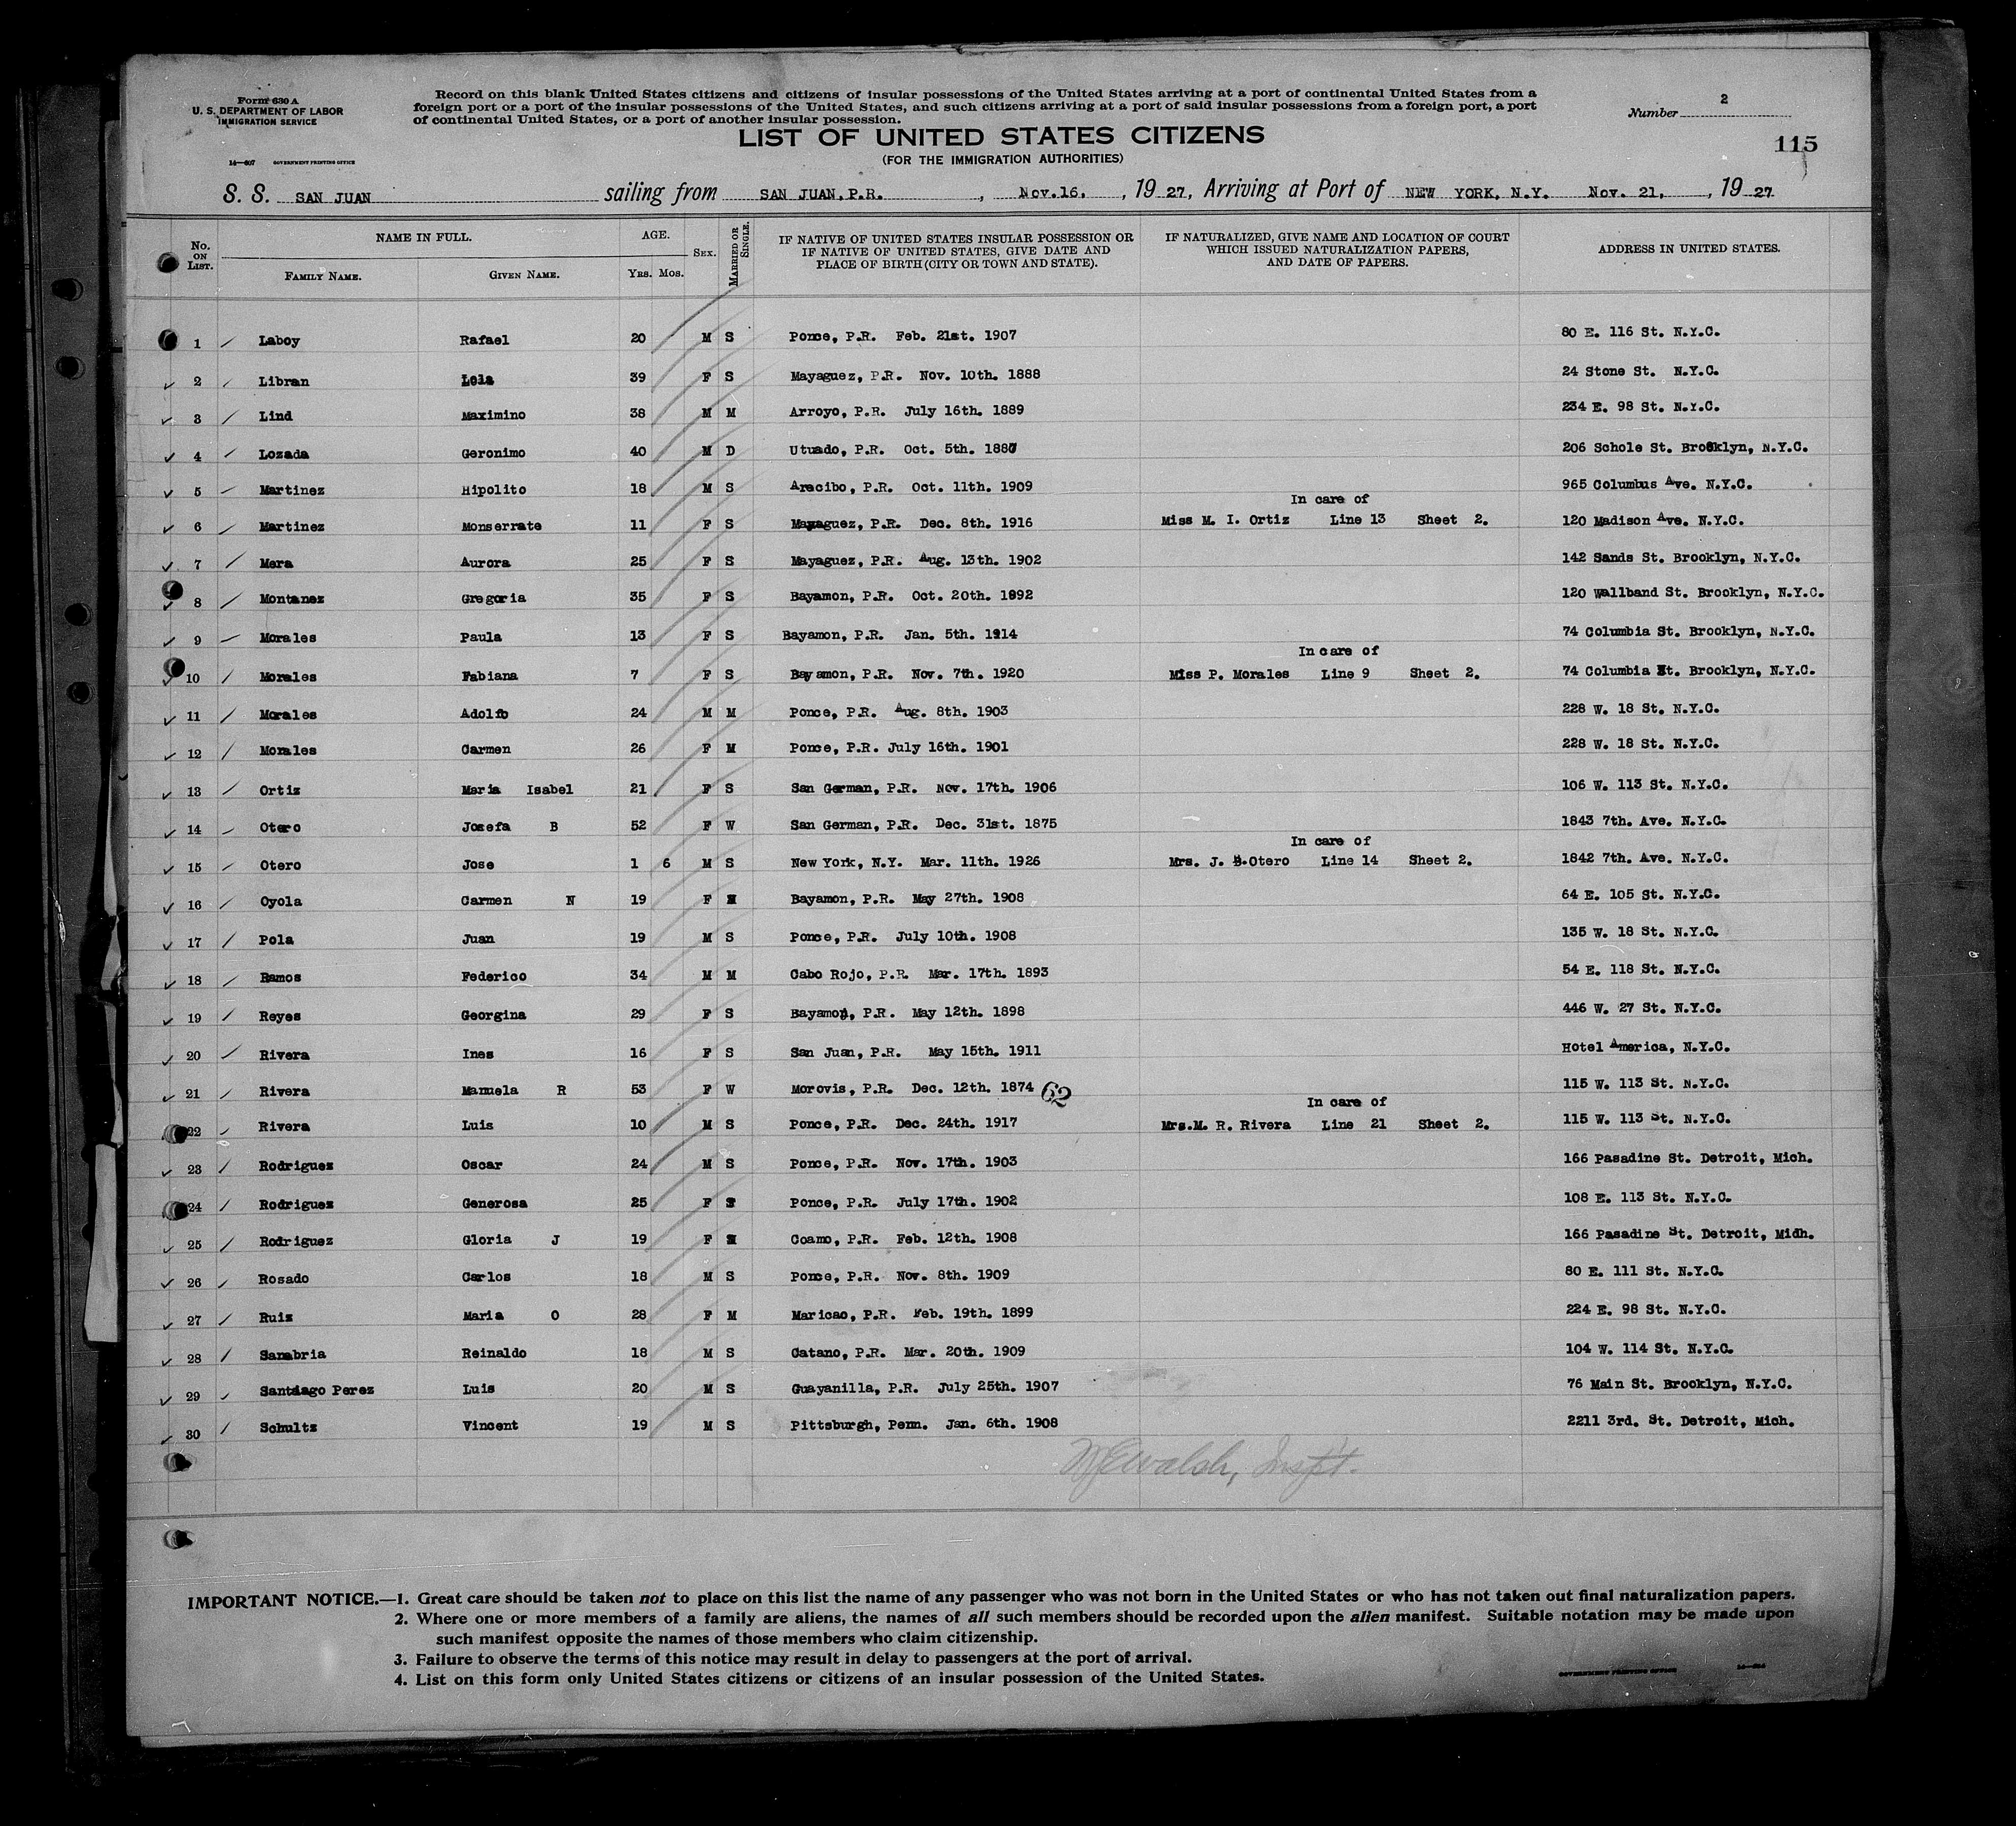 Form 630 A
U. S. DEPARTMENT OF LABOR
IMMIGRATION SERVICE
14—607 GOVERNMENT PRINTING OFFICE
Record on this blank United States citizens and citizens of insular possessions of the United States arriving at a port of continental United States from a
foreign port or a port of the insular possessions of the United States, and such citizens arriving at a port of said insular possessions from a foreign port, a port
of continental United States, or a port of another insular possession.
Number 2
115
LIST OF UNITED STATES CITIZENS
(FOR THE IMMIGRATION AUTHORITIES)
S. S. SAN JUAN sailing from SAN JUAN, P.R. , Nov.16. , 1927, Arriving at Port of NEW YORK, N.Y. Nov. 21, , 1927
No. ON LIST. NAME IN FULL. FAMILY NAME. GIVEN NAME. AGE. Yrs. Mos. SEX. MARRIED OR SINGLE. IF NATIVE OF UNITED STATES INSULAR POSSESSION OR IF NATIVE OF UNITED STATES, GIVE DATE AND PLACE OF BIRTH (CITY OR TOWN AND STATE). IF NATURALIZED, GIVE NAME AND LOCATION OF COURT WHICH ISSUED NATURALIZATION PAPERS, AND DATE OF PAPERS. ADDRESS IN UNITED STATES.
1 Laboy Rafael 20 M S Ponce, P.R. Feb. 21st. 1907 80 E. 116 St. N.Y.C.
2 Libran Lola 39 F S Mayaguez, P.R. Nov. 10th. 1888 24 Stone St. N.Y.C.
3 Lind Maximino 38 M M Arroyo, P.R. July 16th. 1889 234 E. 98 St. N.Y.C.
4 Lozada Geronimo 40 M D Utuado, P.R. Oct. 5th. 1887 206 Schole St. Brooklyn, N.Y.C.
5 Martinez Hipolito 18 M S Arecibo, P.R. Oct. 11th. 1909 965 Columbus Ave. N.Y.C.
In care of
6 Martinez Monserrate 11 F S Mayaguez, P.R. Dec. 8th. 1916 Miss M. I. Ortiz Line 13 Sheet 2. 120 Madison Ave. N.Y.C.
7 Mera Aurora 25 F S Mayaguez, P.R. Aug. 13th. 1902 142 Sands St. Brooklyn, N.Y.C.
8 Montanez Gregoria 35 F S Bayamon, P.R. Oct. 20th. 1892 120 Wallband St. Brooklyn, N.Y.C.
9 Morales Paula 13 F S Bayamon, P.R. Jan. 5th. 1914 74 Columbia St. Brooklyn, N.Y.C.
In care of
10 Morales Fabiana 7 F S Bayamon, P.R. Nov. 7th. 1920 Miss P. Morales Line 9 Sheet 2. 74 Columbia St. Brooklyn, N.Y.C.
11 Morales Adolfo 24 M M Ponce, P.R. Aug. 8th. 1903 228 W. 18 St. N.Y.C.
12 Morales Carmen 26 F M Ponce, P.R. July 16th. 1901 228 W. 18 St. N.Y.C.
13 Ortiz Maria Isabel 21 F S San German, P.R. Nov. 17th. 1906 106 W. 113 St. N.Y.C.
14 Otero Josefa B 52 F W San German, P.R. Dec. 31st. 1875 1843 7th. Ave. N.Y.C.
In care of
15 Otero Jose 1 6 M S New York, N.Y. Mar. 11th. 1926 Mrs. J. B.Otero Line 14 Sheet 2. 1842 7th. Ave. N.Y.C.
16 Oyola Carmen N 19 F Bayamon, P.R. May 27th. 1908 64 E. 105 St. N.Y.C.
17 Pola Juan 19 M S Ponce, P.R. July 10th. 1908 135 W. 18 St. N.Y.C.
18 Ramos Federico 34 M M Cabo Rojo, P.R. Mar. 17th. 1893 54 E. 118 St. N.Y.C.
19 Reyes Georgina 29 F S Bayamon, P.R. May 12th. 1898 446 W. 27 St. N.Y.C.
20 Rivera Ines 16 F S San Juan, P.R. May 15th. 1911 Hotel America, N.Y.C.
21 Rivera Manuela R 53 F W Morovis, P.R. Dec. 12th. 1874 62 115 W. 113 St. N.Y.C.
In care of
22 Rivera Luis 10 M S Ponce, P.R. Dec. 24th. 1917 Mrs.M. R. Rivera Line 21 Sheet 2. 115 W. 113 St. N.Y.C.
23 Rodriguez Oscar 24 M S Ponce, P.R. Nov. 17th. 1903 166 Pasadine St. Detroit, Mich.
24 Rodriguez Generosa 25 F Ponce, P.R. July 17th. 1902 108 E. 113 St. N.Y.C.
25 Rodriguez Gloria J 19 F Coamo, P.R. Feb. 12th. 1908 166 Pasadine St. Detroit, Midh.
26 Rosado Carlos 18 M S Ponce, P.R. Nov. 8th. 1909 80 E. 111 St. N.Y.C.
27 Ruiz Maria O 28 F M Maricao, P.R. Feb. 19th. 1899 224 E. 98 St. N.Y.C.
28 Sanabria Reinaldo 18 M S Catano, P.R. Mar. 20th. 1909 104 W. 114 St. N.Y.C.
29 Santiago Perez Luis 20 M S Guayanilla, P.R. July 25th. 1907 76 Main St. Brooklyn, N.Y.C.
30 Schultz Vincent 19 M S Pittsburgh, Penn. Jan. 6th. 1908 2211 3rd. St. Detroit, Mich.
Walsh, Insp't.
IMPORTANT NOTICE.—1. Great care should be taken not to place on this list the name of any passenger who was not born in the United States or who has not taken out final naturalization papers.
2. Where one or more members of a family are aliens, the names of all such members should be recorded upon the alien manifest. Suitable notation may be made upon
such manifest opposite the names of those members who claim citizenship.
3. Failure to observe the terms of this notice may result in delay to passengers at the port of arrival.
4. List on this form only United States citizens or citizens of an insular possession of the United States.
GOVERNMENT PRINTING OFFICE